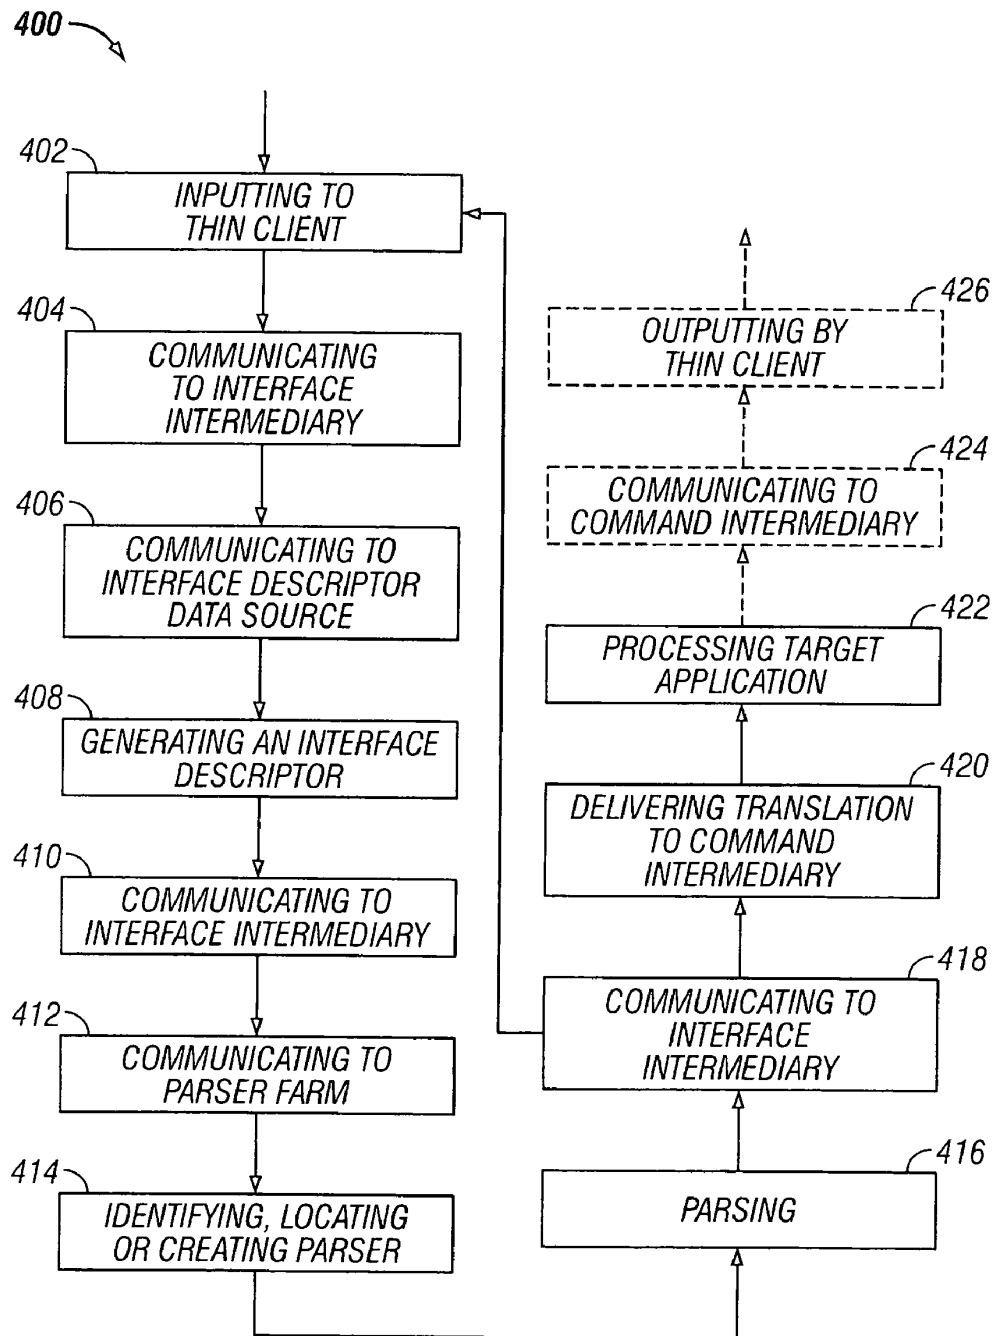 400
402
INPUTTING TO
THIN CLIENT
404
COMMUNICATING
TO INTERFACE
INTERMEDIARY
406
COMMUNICATING TO
INTERFACE DESCRIPTOR
DATA SOURCE
408
GENERATING AN INTERFACE
DESCRIPTOR
410
COMMUNICATING TO
INTERFACE INTERMEDIARY
412
COMMUNICATING TO
PARSER FARM
414
IDENTIFYING, LOCATING
OR CREATING PARSER
426
OUTPUTTING BY
THIN CLIENT
424
COMMUNICATING TO
COMMAND INTERMEDIARY
422
PROCESSING TARGET
APPLICATION
420
DELIVERING TRANSLATION
TO COMMAND
INTERMEDIARY
418
COMMUNICATING TO
INTERFACE
INTERMEDIARY
416
PARSING